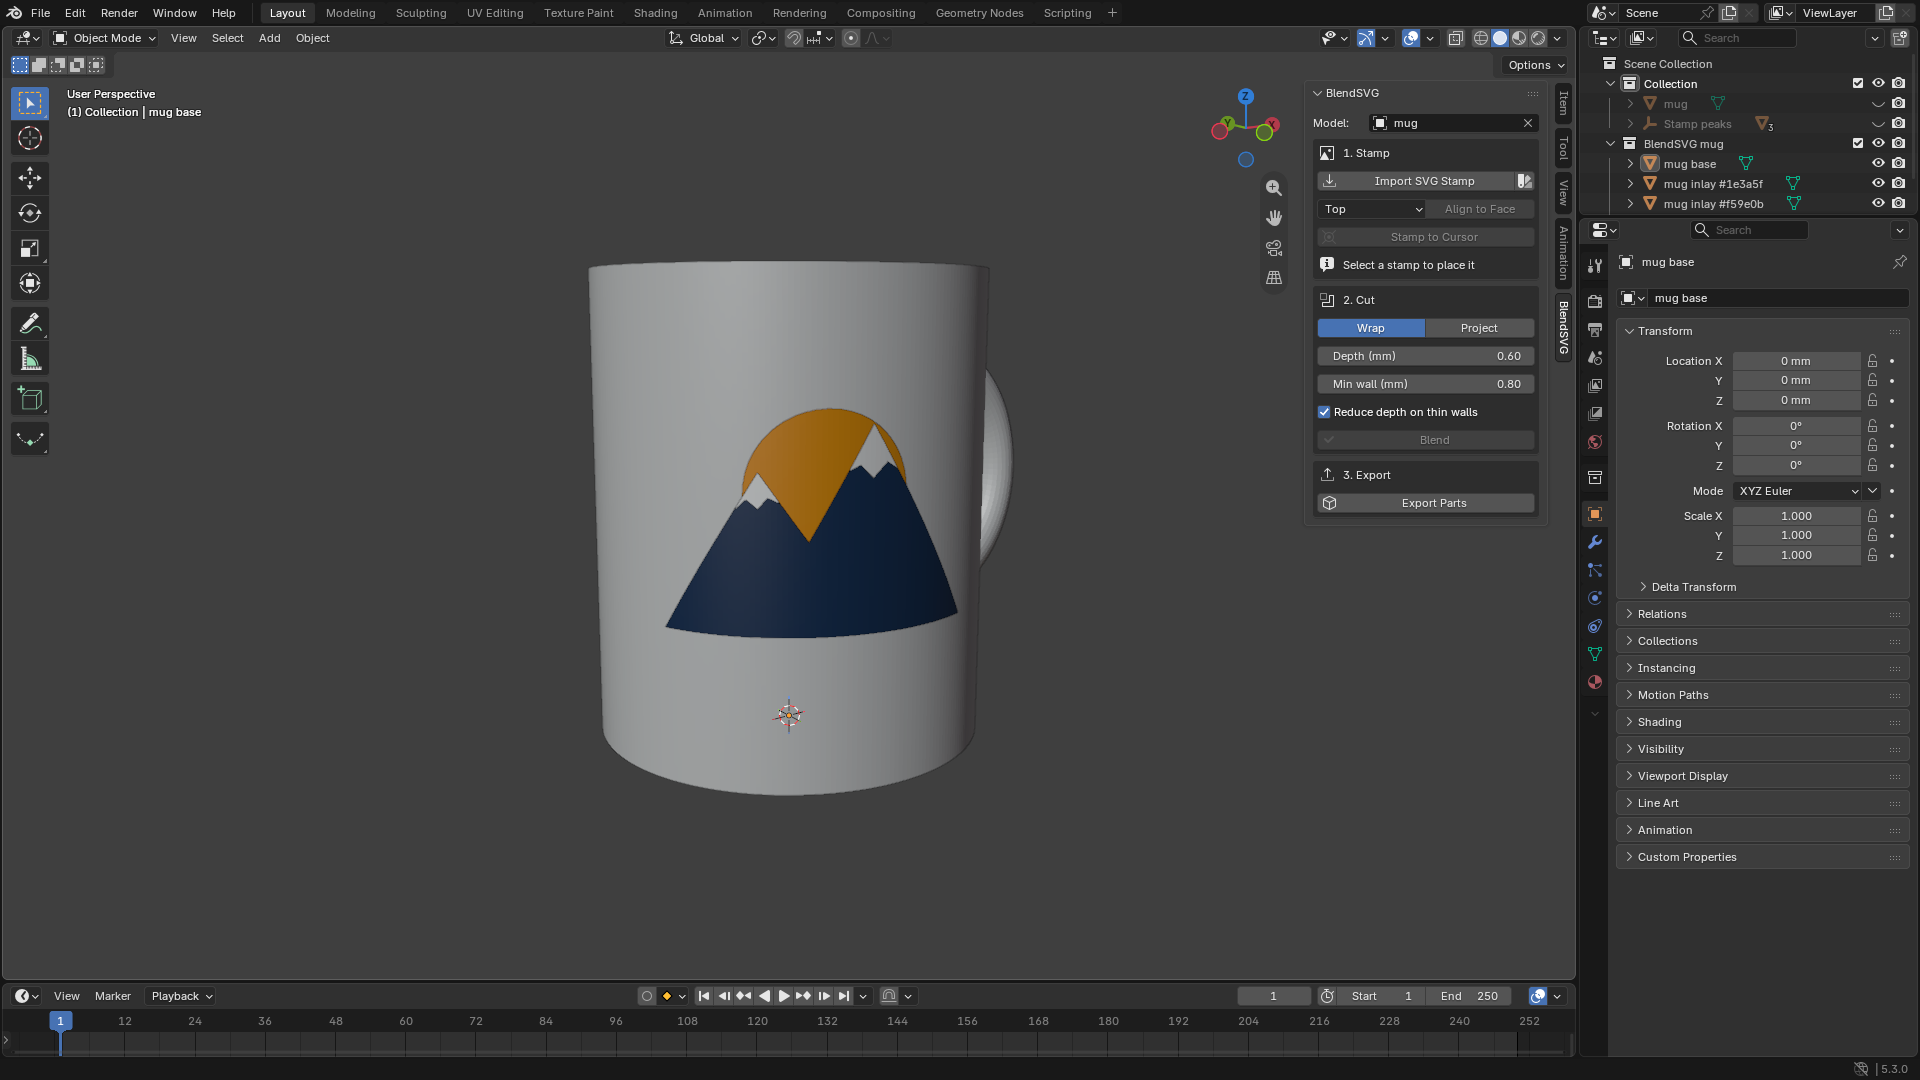 File Edit Render Window Help Layout Modeling Sculpting UV Editing Texture Paint Shading Animation Rendering Compositing Geometry Nodes Scripting + Scene ViewLayer
Object Mode View Select Add Object Global Search
Options
User Perspective
(1) Collection | mug base
Z
Y
X
BlendSVG
Model: mug
1. Stamp
Import SVG Stamp
Top Align to Face
Stamp to Cursor
Select a stamp to place it
2. Cut
Wrap Project
Depth (mm) 0.60
Min wall (mm) 0.80
Reduce depth on thin walls
Blend
3. Export
Export Parts
Item
Tool
View
Animation
BlendSVG
Scene Collection
Collection
mug
Stamp peaks 3
BlendSVG mug
mug base
mug inlay #1e3a5f
mug inlay #f59e0b
Search
mug base
mug base
Transform
Location X 0 mm
Y 0 mm
Z 0 mm
Rotation X 0°
Y 0°
Z 0°
Mode XYZ Euler
Scale X 1.000
Y 1.000
Z 1.000
Delta Transform
Relations
Collections
Instancing
Motion Paths
Shading
Visibility
Viewport Display
Line Art
Animation
Custom Properties
View Marker Playback 1 Start 1 End 250
1 12 24 36 48 60 72 84 96 108 120 132 144 156 168 180 192 204 216 228 240 252
5.3.0